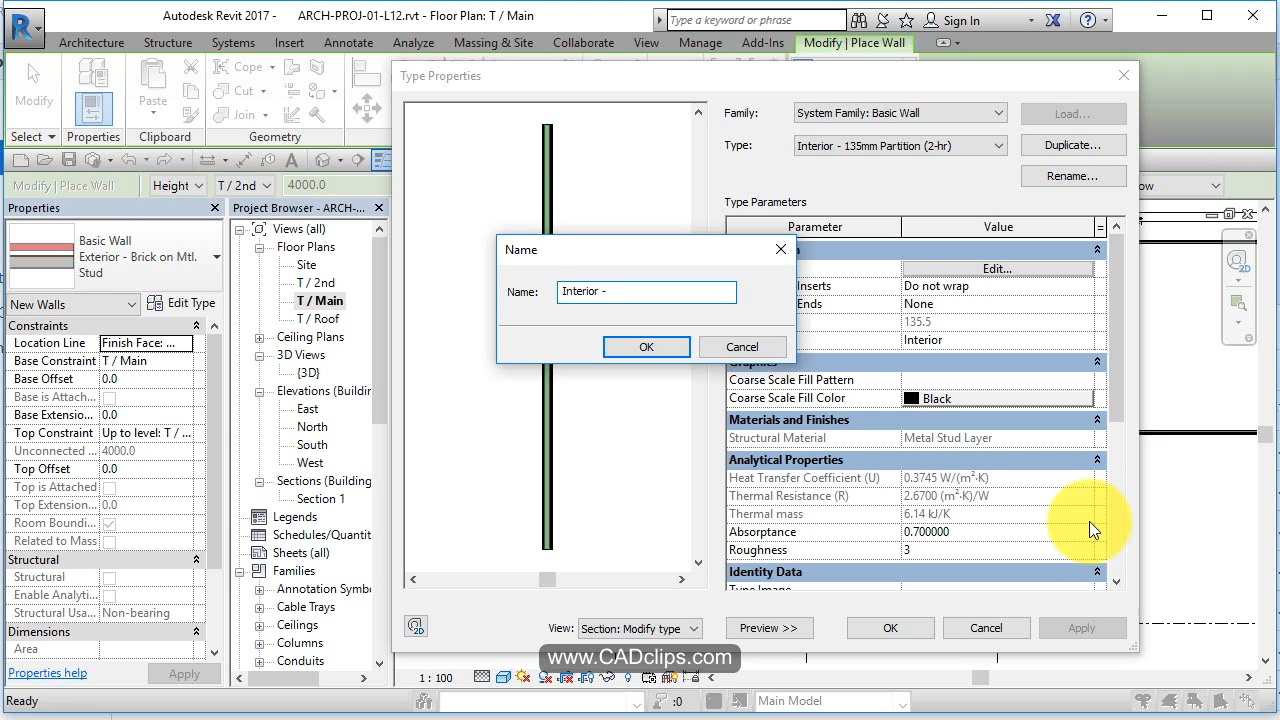 Autodesk Revit 2017 - ARCH-PROJ-01-L12.rvt - Floor Plan: T / Main
Type a keyword or phrase
Sign In
Architecture Structure Systems Insert Annotate Analyze Massing & Site Collaborate View Manage Add-Ins Modify | Place Wall
Modify
Paste
Cope
Cut
Join
Select Properties Clipboard Geometry
Modify | Place Wall
Height
T / 2nd
4000.0
Properties
Basic Wall
Exterior - Brick on Mtl.
Stud
New Walls
Edit Type
Constraints
Location Line Finish Face: ...
Base Constraint T / Main
Base Offset 0.0
Base is Attach...
Base Extensio... 0.0
Top Constraint Up to level: T / ...
Unconnected ... 4000.0
Top Offset 0.0
Top is Attached
Top Extension... 0.0
Room Boundi...
Related to Mass
Structural
Structural
Enable Analyti...
Structural Usa... Non-bearing
Dimensions
Area
Properties help
Apply
Project Browser - ARCH-...
Views (all)
Floor Plans
Site
T / 2nd
T / Main
T / Roof
Ceiling Plans
3D Views
{3D}
Elevations (Building
East
North
South
West
Sections (Building
Section 1
Legends
Schedules/Quantit
Sheets (all)
Families
Annotation Symbo
Cable Trays
Ceilings
Columns
Conduits
Type Properties
Family: System Family: Basic Wall Load...
Type: Interior - 135mm Partition (2-hr) Duplicate...
Rename...
Type Parameters
Parameter Value =
Edit...
Inserts Do not wrap
Ends None
135.5
Interior
Graphics
Coarse Scale Fill Pattern
Coarse Scale Fill Color Black
Materials and Finishes
Structural Material Metal Stud Layer
Analytical Properties
Heat Transfer Coefficient (U) 0.3745 W/(m²·K)
Thermal Resistance (R) 2.6700 (m²·K)/W
Thermal mass 6.14 kJ/K
Absorptance 0.700000
Roughness 3
Identity Data
Type Image
Name
Name: Interior -
OK Cancel
View: Section: Modify type Preview >> OK Cancel Apply
www.CADclips.com
1 : 100
Ready
:0
Main Model